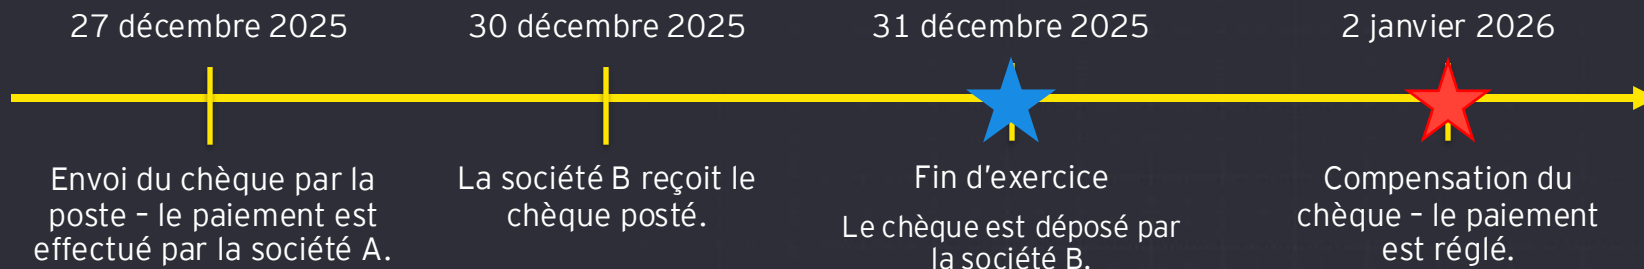 27 décembre 2025
Envoi du chèque par la
poste – le paiement est
effectué par la société A.
30 décembre 2025
La société B reçoit le
chèque posté.
31 décembre 2025
Fin d’exercice
Le chèque est déposé par
la société B.
2 janvier 2026
Compensation du
chèque – le paiement
est réglé.